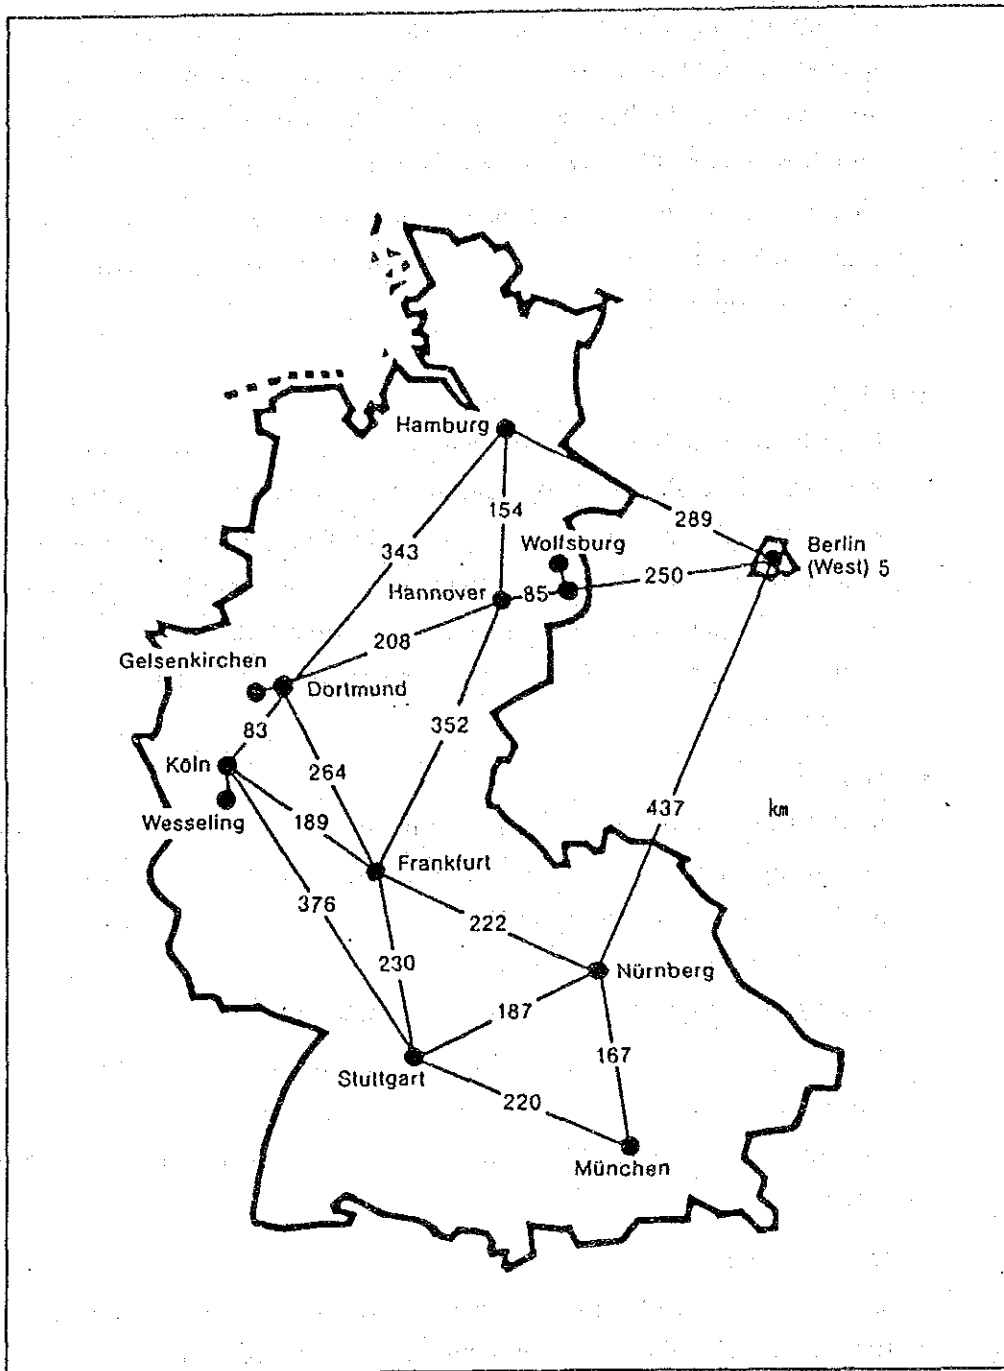 Hamburg
154
289
343
Wolfsburg
Berlin
(West) 5
250
Hannover
85
208
Gelsenkirchen
Dortmund
83
352
Köln
264
437
km
Wesseling
189
Frankfurt
376
222
230
Nürnberg
187
167
Stuttgart
220
München